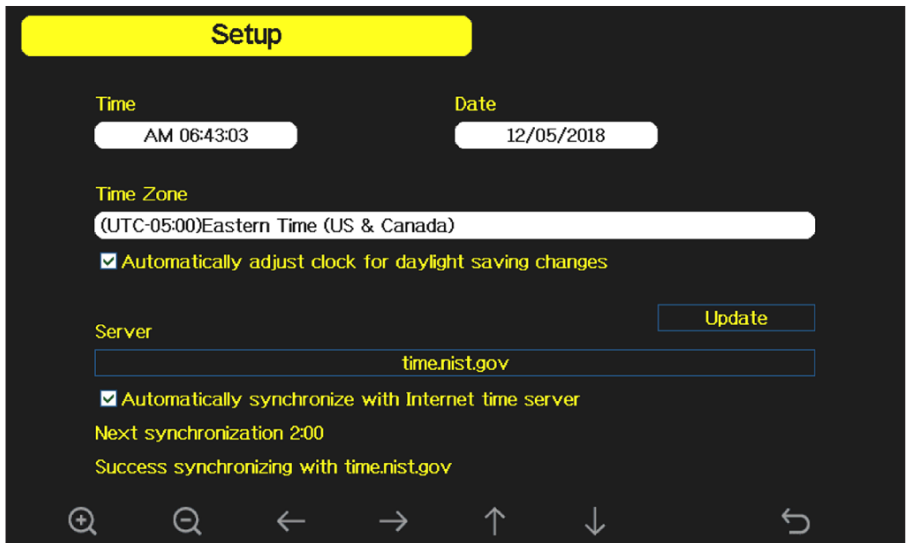 Setup
Time Date
AM 06:43:03 12/05/2018
Time Zone
(UTC-05:00)Eastern Time (US & Canada)
Automatically adjust clock for daylight saving changes
Update
Server
time.nist.gov
Automatically synchronize with Internet time server
Next synchronization 2:00
Success synchronizing with time.nist.gov